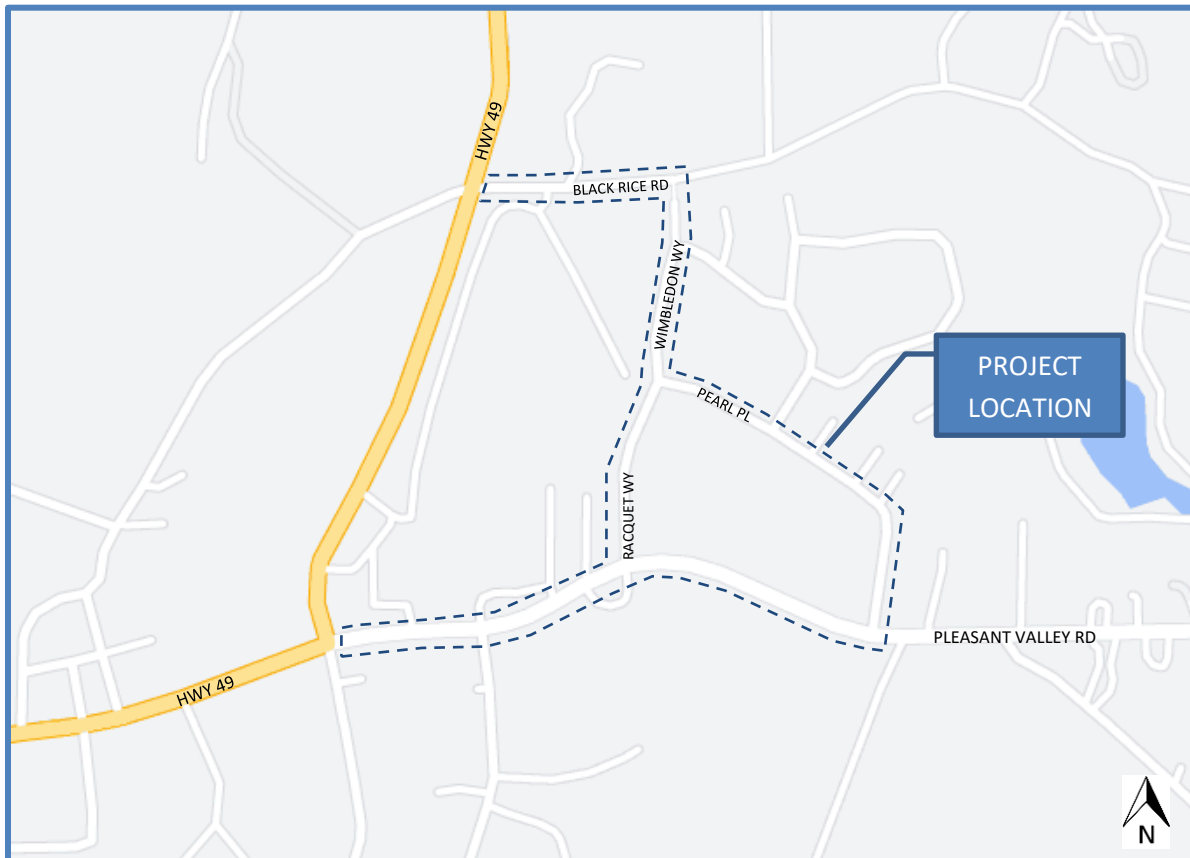 HWY 49
BLACK RICE RD
WIMBLEDON WY
PROJECT
LOCATION
PEARL PL
RACQUET WY
PLEASANT VALLEY RD
HWY 49
N